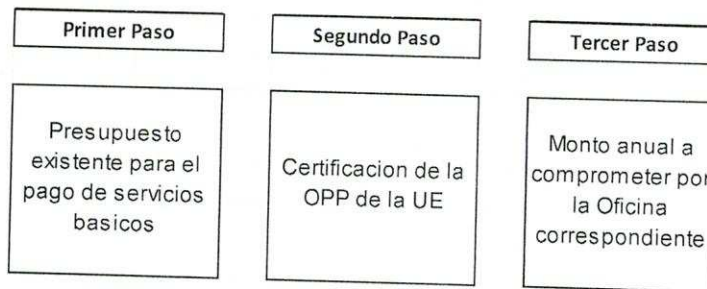 Primer Paso
Segundo Paso
Tercer Paso
Presupuesto
existente para el
pago de servicios
basicos
Certificacion de la
OPP de la UE
Monto anual a
comprometer por
la Oficina
correspondiente